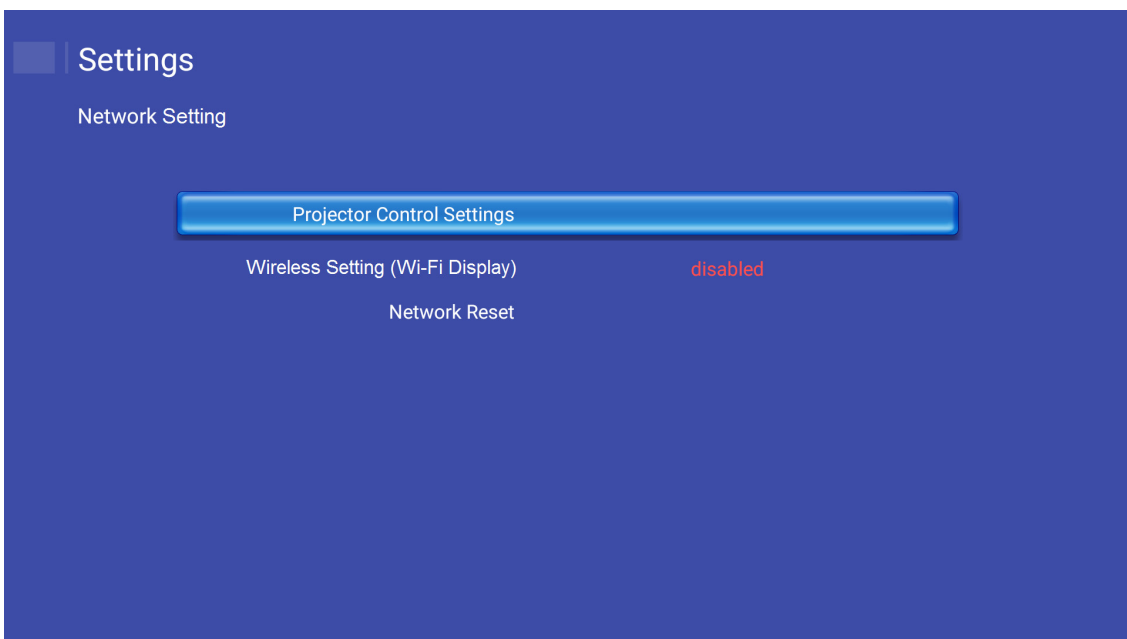 Settings
Network Setting
Projector Control Settings
Wireless Setting (Wi-Fi Display) disabled
Network Reset